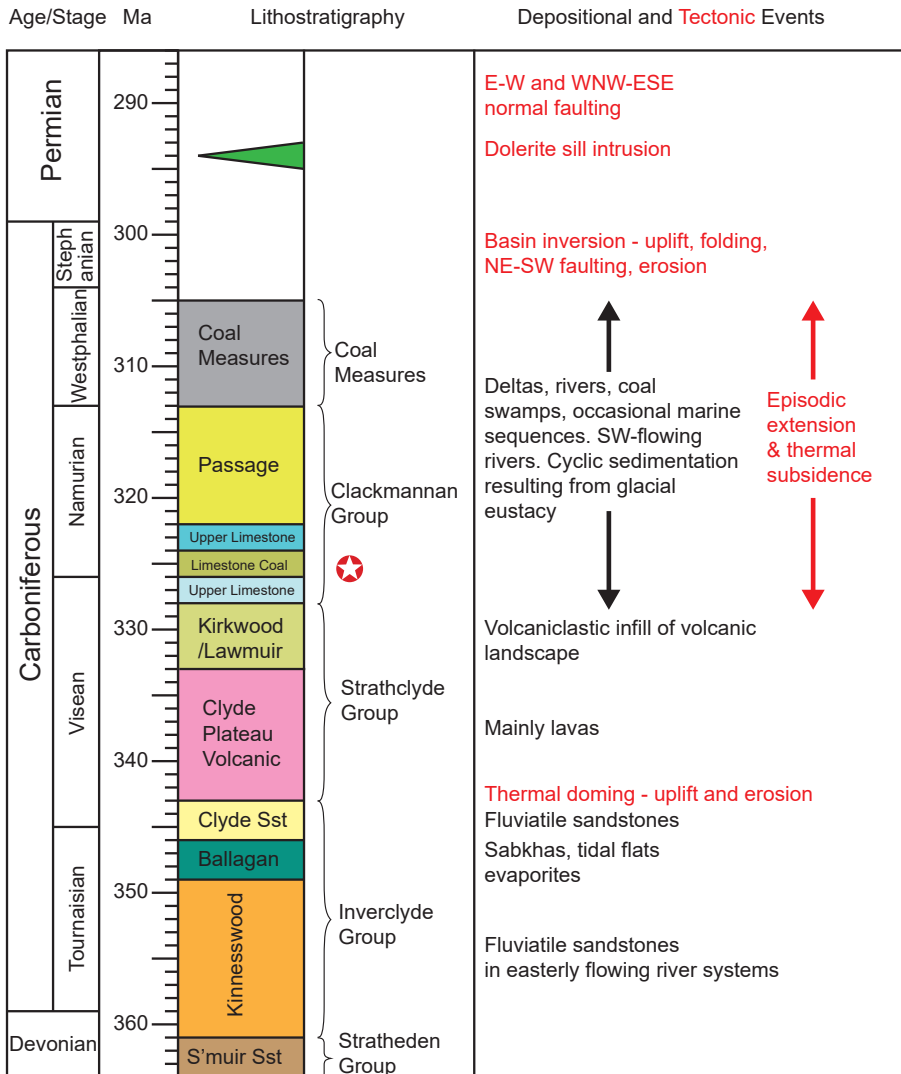 Age/Stage Ma Lithostratigraphy Depositional and Tectonic Events
Permian
Carboniferous
Devonian
Steph
anian
Westphalian
Namurian
Visean
Tournaisian
290
300
310
320
330
340
350
360
Coal
Measures
Passage
Upper Limestone
Limestone Coal
Upper Limestone
Kirkwood
/Lawmuir
Clyde
Plateau
Volcanic
Clyde Sst
Ballagan
Kinnesswood
S'muir Sst
Coal
Measures
Clackmannan
Group
Strathclyde
Group
Inverclyde
Group
Stratheden
Group
E-W and WNW-ESE
normal faulting
Dolerite sill intrusion
Basin inversion - uplift, folding,
NE-SW faulting, erosion
Deltas, rivers, coal
swamps, occasional marine
sequences. SW-flowing
rivers. Cyclic sedimentation
resulting from glacial
eustacy
Episodic
extension
& thermal
subsidence
Volcaniclastic infill of volcanic
landscape
Mainly lavas
Thermal doming - uplift and erosion
Fluviatile sandstones
Sabkhas, tidal flats
evaporites
Fluviatile sandstones
in easterly flowing river systems